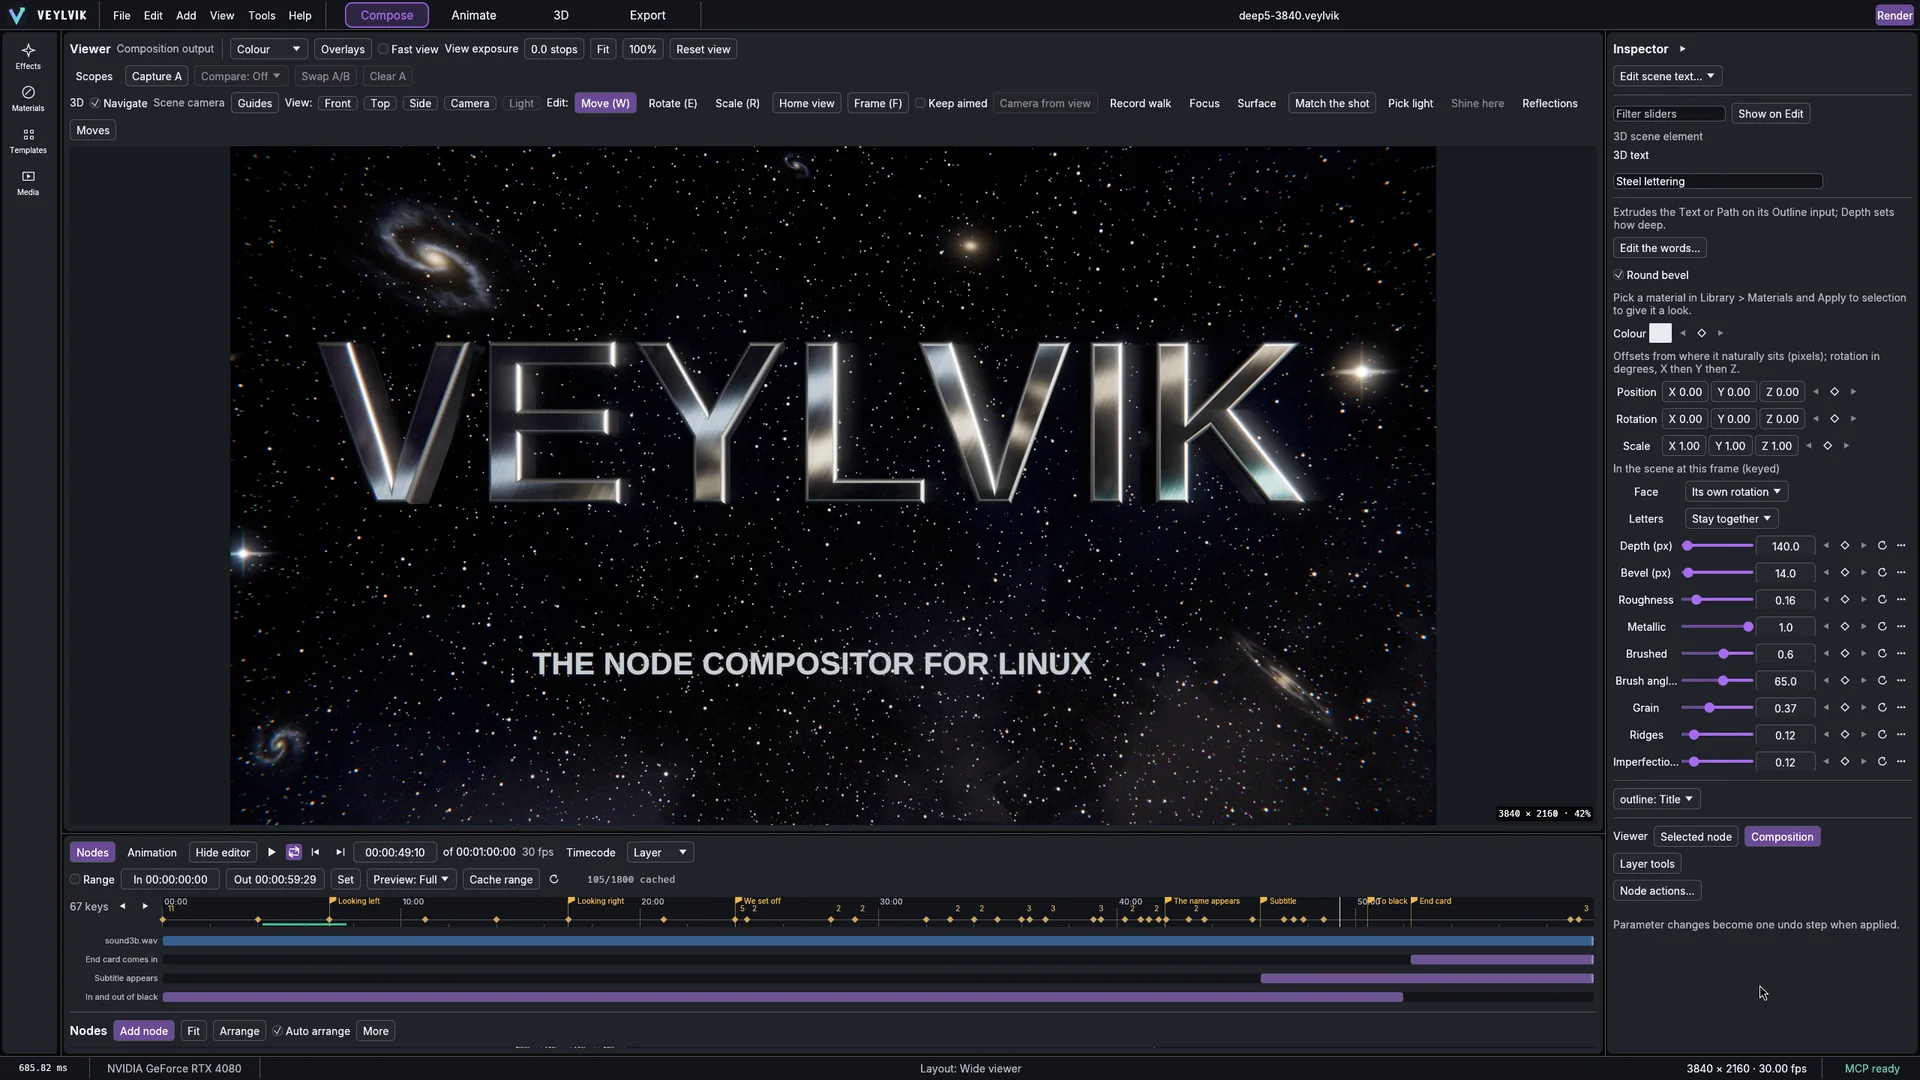 VEYLVIK File Edit Add View Tools Help Compose Animate 3D Export deep5-3840.veylvik Render
Effects
Materials
Templates
Media
Viewer Composition output Colour Overlays Fast view View exposure 0.0 stops Fit 100% Reset view
Scopes Capture A Compare: Off Swap A/B Clear A
3D Navigate Scene camera Guides View: Front Top Side Camera Light Edit: Move (W) Rotate (E) Scale (R) Home view Frame (F) Keep aimed Camera from view Record walk Focus Surface Match the shot Pick light Shine here Reflections
Moves
VEYLVIK
THE NODE COMPOSITOR FOR LINUX
3840 × 2160 · 42%
Nodes Animation Hide editor 00:00:49:10 of 00:01:00:00 30 fps Timecode Layer
Range In 00:00:00:00 Out 00:00:59:29 Set Preview: Full Cache range 105/1800 cached
67 keys
00:00 Looking left 10:00 Looking right 20:00 We set off 30:00 40:00 The name appears Subtitle To black End card
11 5 2 2 2 2 2 3 3 3 2 2 3
sound3b.wav
End card comes in
Subtitle appears
In and out of black
Nodes Add node Fit Arrange Auto arrange More
Inspector
Edit scene text...
Filter sliders Show on Edit
3D scene element
3D text
Steel lettering
Extrudes the Text or Path on its Outline input; Depth sets
how deep.
Edit the words...
Round bevel
Pick a material in Library > Materials and Apply to selection
to give it a look.
Colour
Offsets from where it naturally sits (pixels); rotation in
degrees, X then Y then Z.
Position X 0.00 Y 0.00 Z 0.00
Rotation X 0.00 Y 0.00 Z 0.00
Scale X 1.00 Y 1.00 Z 1.00
In the scene at this frame (keyed)
Face Its own rotation
Letters Stay together
Depth (px) 140.0
Bevel (px) 14.0
Roughness 0.16
Metallic 1.0
Brushed 0.6
Brush angl... 65.0
Grain 0.37
Ridges 0.12
Imperfectio... 0.12
outline: Title
Viewer Selected node Composition
Layer tools
Node actions...
Parameter changes become one undo step when applied.
685.82 ms NVIDIA GeForce RTX 4080 Layout: Wide viewer 3840 × 2160 · 30.00 fps MCP ready